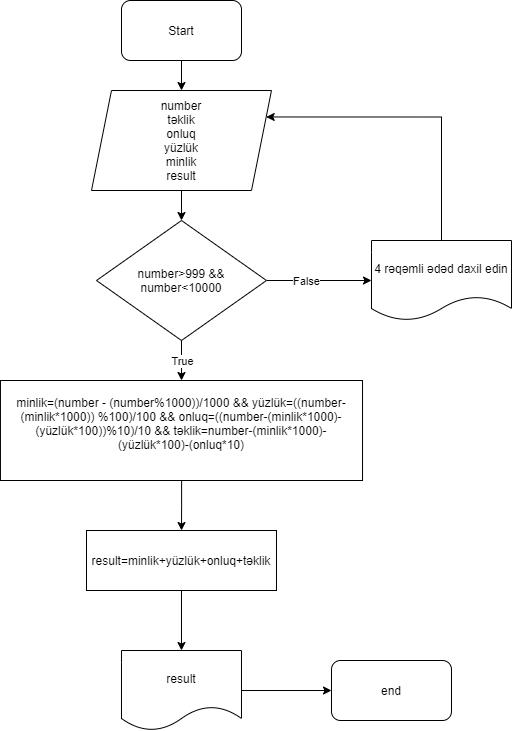 Start
number
təklik
onluq
yüzlük
minlik
result
number>999 &&
number<10000
False
4 rəqəmli ədəd daxil edin
True
minlik=(number - (number%1000))/1000 && yüzlük=((number-
(minlik*1000)) %100)/100 && onluq=((number-(minlik*1000)-
(yüzlük*100))%10)/10 && təklik=number-(minlik*1000)-
(yüzlük*100)-(onluq*10)
result=minlik+yüzlük+onluq+təklik
result
end